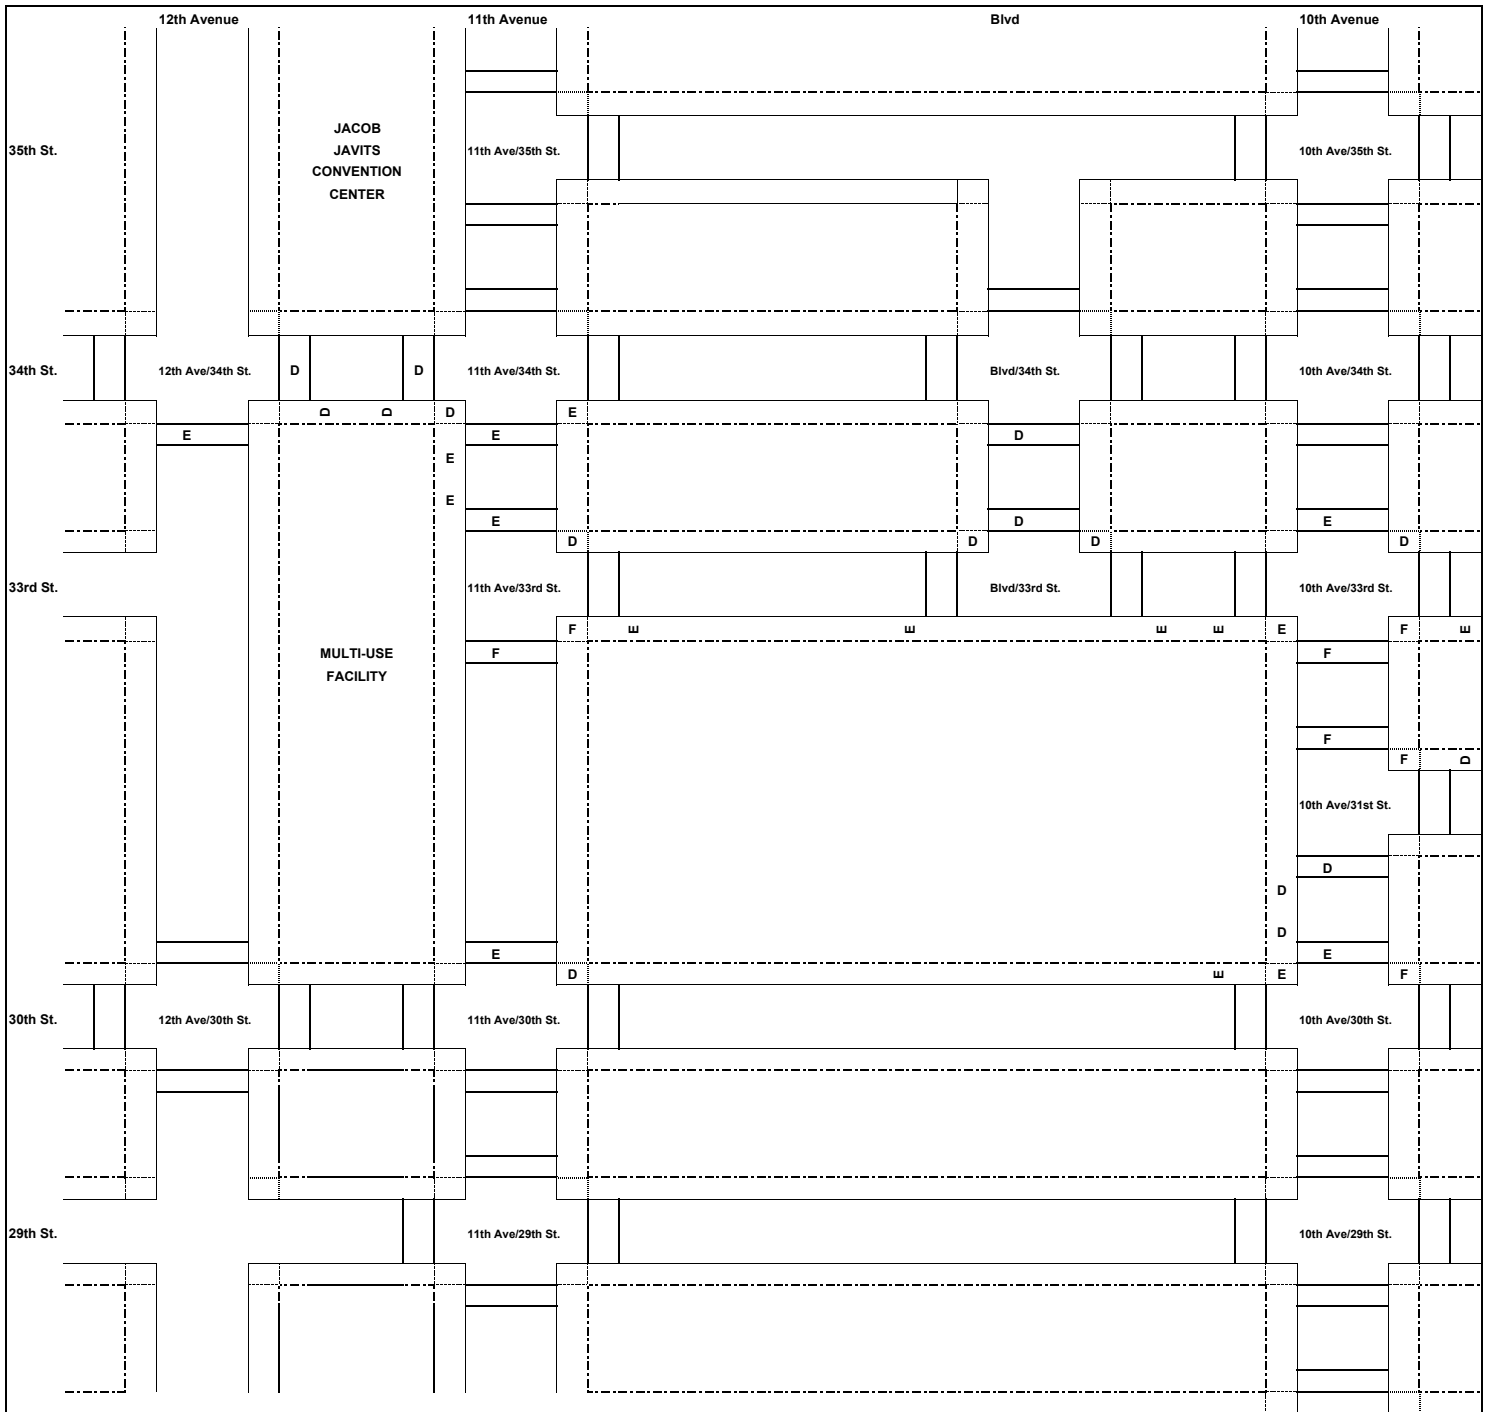 12th Avenue 11th Avenue Blvd 10th Avenue
JACOB
35th St. JAVITS 11th Ave/35th St. 10th Ave/35th St.
CONVENTION
CENTER
34th St. 12th Ave/34th St. D D 11th Ave/34th St. Blvd/34th St. 10th Ave/34th St.
D D D E
E E D
E
E
E D E
D D D D
33rd St. 11th Ave/33rd St. Blvd/33rd St. 10th Ave/33rd St.
F E E E E E F E
MULTI-USE F F
FACILITY
F
F D
10th Ave/31st St.
D
D
D
E E
D E E F
30th St. 12th Ave/30th St. 11th Ave/30th St. 10th Ave/30th St.
29th St. 11th Ave/29th St. 10th Ave/29th St.